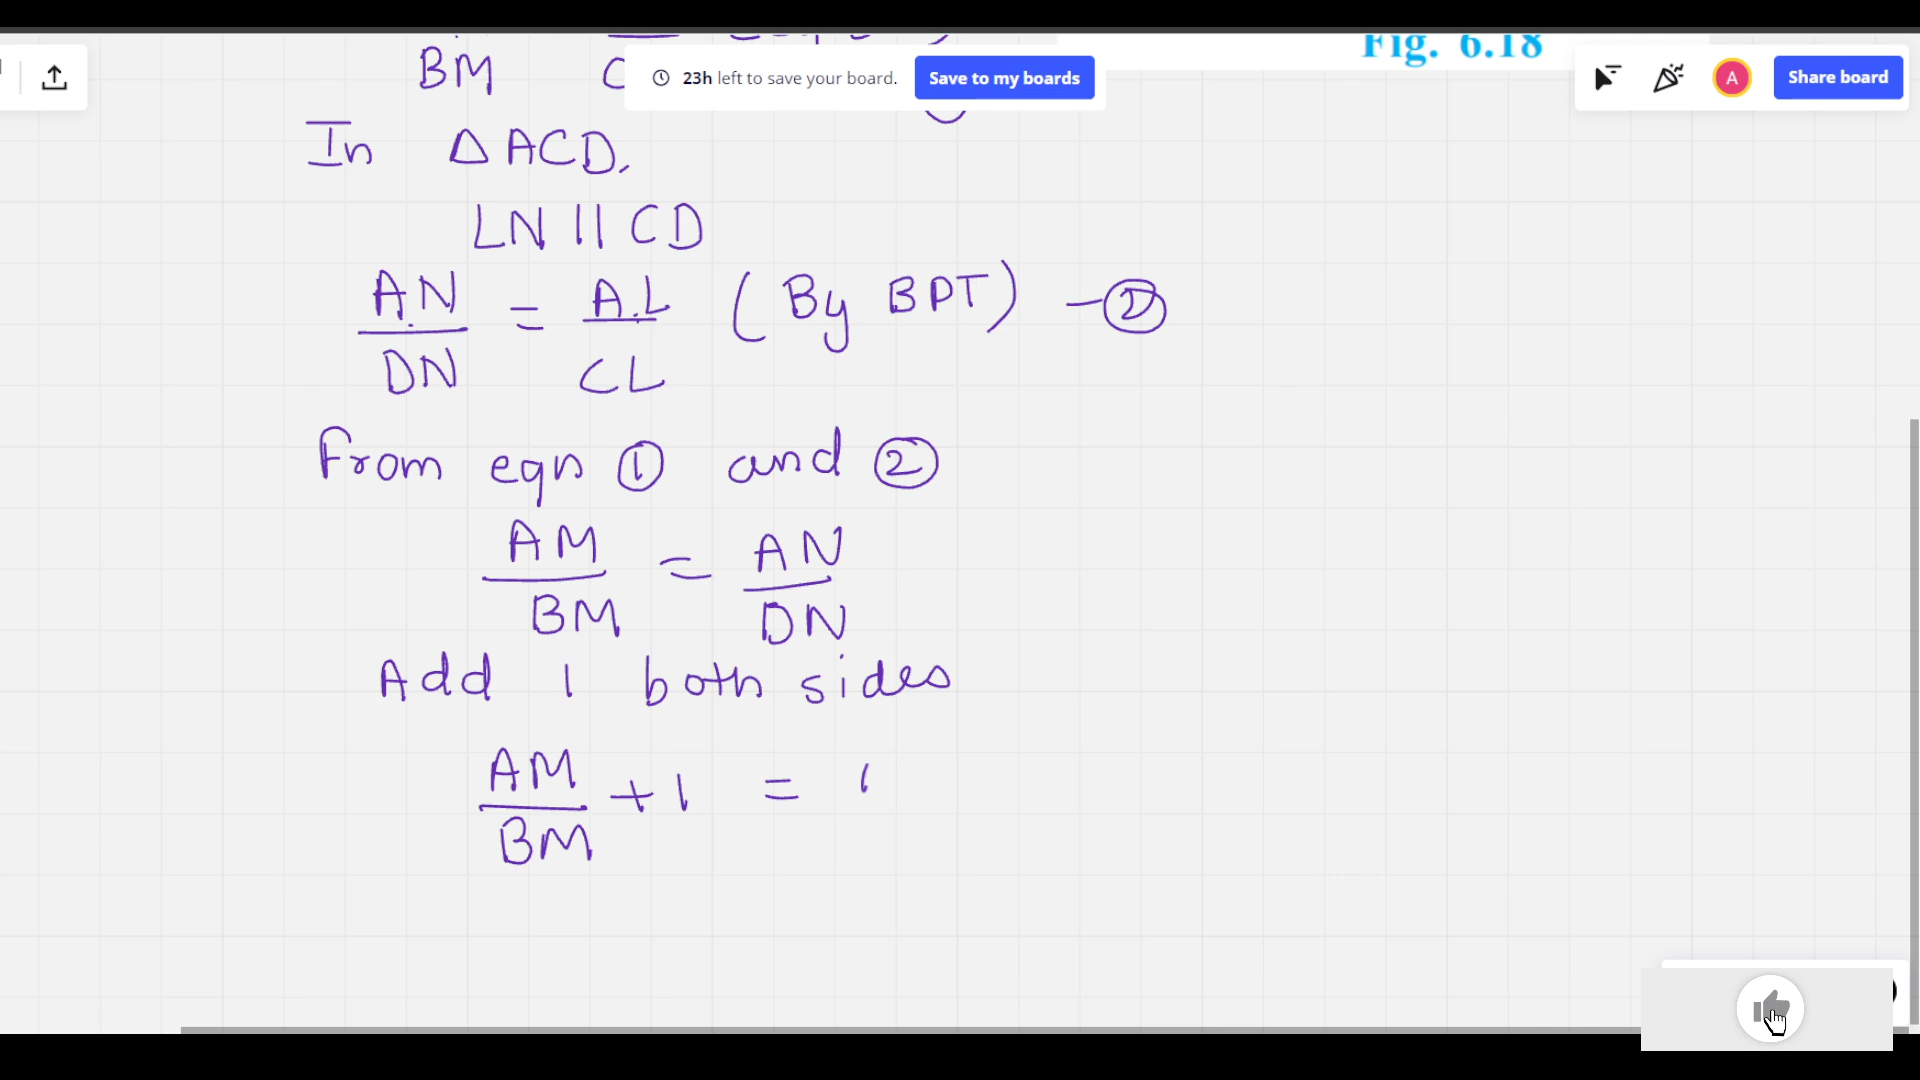 Fig. 6.18
23h left to save your board. Save to my boards
A Share board
BM
In Δ ACD,
LN || CD
AN/DN = AL/CL (By BPT) -②
From eqn ① and ②
AM/BM = AN/DN
Add 1 both sides
AM/BM + 1 =